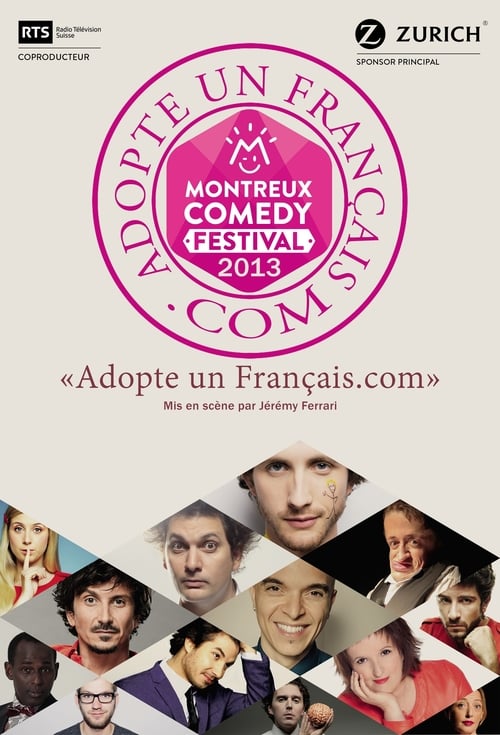 RTS Radio Télévision
Suisse
COPRODUCTEUR
Z ZURICH®
SPONSOR PRINCIPAL
ADOPTE UN FRANÇAIS
.COM
MONTREUX
COMEDY
·FESTIVAL·
2013
«Adopte un Français.com»
Mis en scène par Jérémy Ferrari